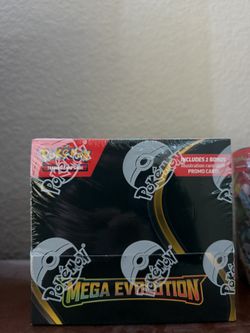 Pokémon
TRADING CARD GAME
INCLUDES 1 BONUS
PROMO CARD
Pokémon
Pokémon
Pokémon
Pokémon
Pokémon
MEGA EVOLUTION